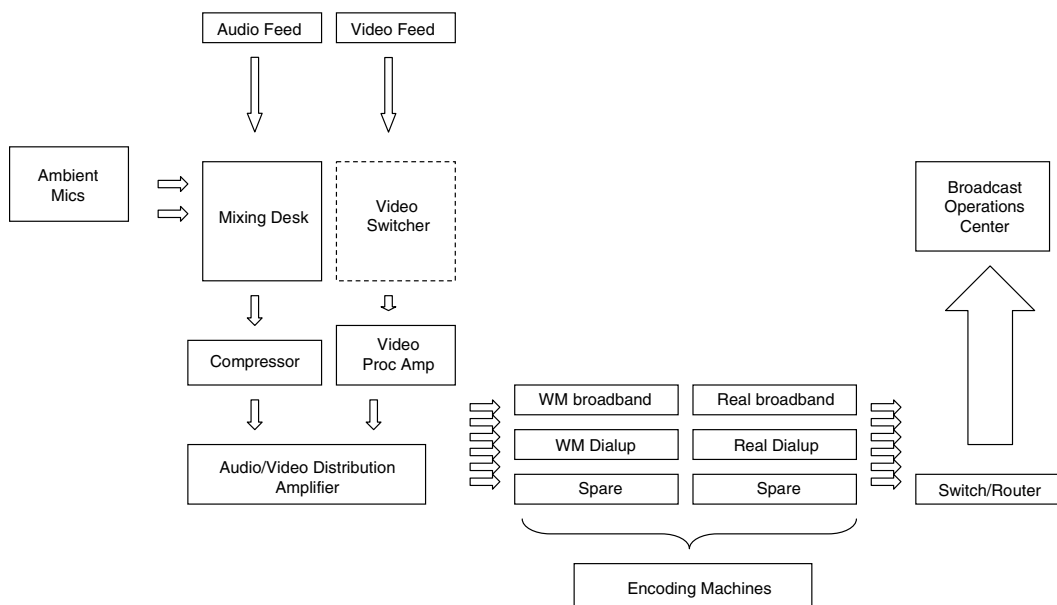 Audio Feed
Video Feed
Ambient
Mics
Mixing Desk
Video
Switcher
Broadcast
Operations
Center
Compressor
Video
Proc Amp
WM broadband
Real broadband
WM Dialup
Real Dialup
Audio/Video Distribution
Amplifier
Spare
Spare
Switch/Router
Encoding Machines